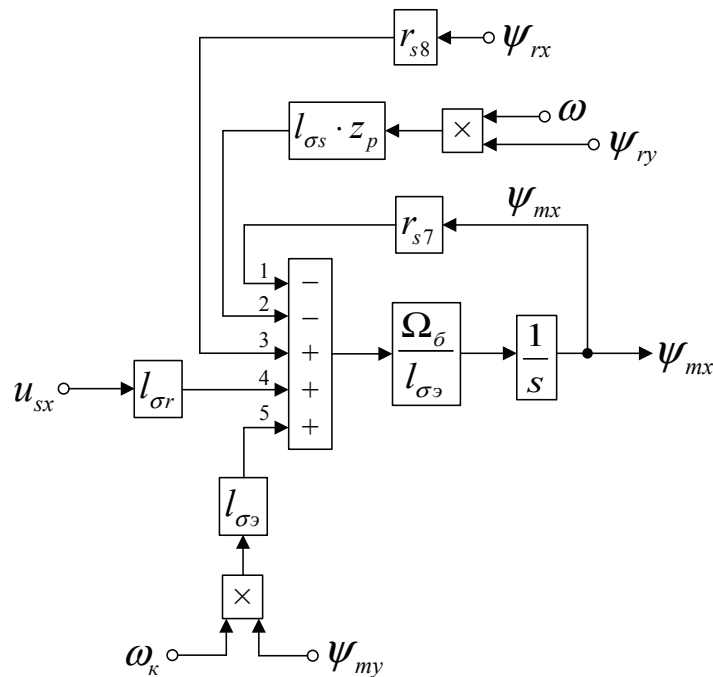 r_{s8} ψ_{rx}
ω
l_{σs} · z_p ×
ψ_{ry}
ψ_{mx}
r_{s7}
1 −
2 −
3 + Ω_б / l_{σэ} 1/s ψ_{mx}
u_{sx} l_{σr} 4 +
5 +
l_{σэ}
×
ω_к ψ_{my}